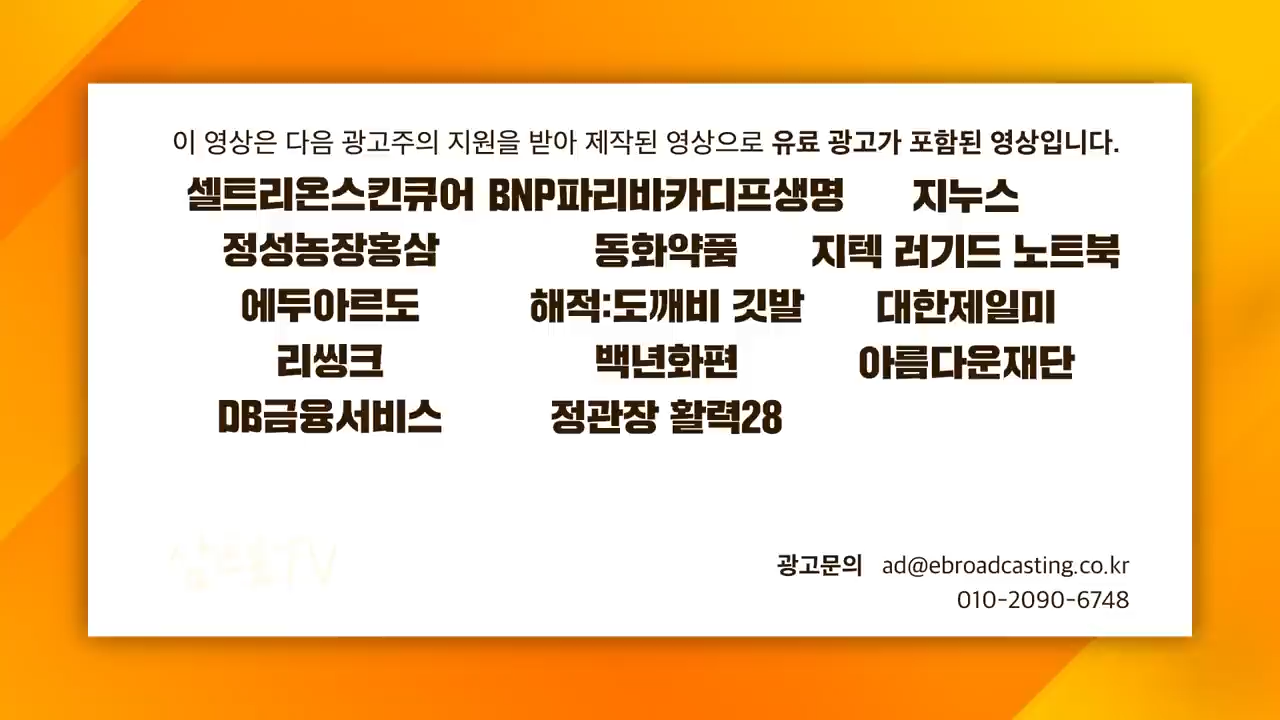 이 영상은 다음 광고주의 지원을 받아 제작된 영상으로 유료 광고가 포함된 영상입니다.
셀트리온스킨큐어 BNP파리바카디프생명 지누스
정성농장홍삼 동화약품 지텍 러기드 노트북
에두아르도 해적:도깨비 깃발 대한제일미
리씽크 백년화편 아름다운재단
DB금융서비스 정관장 활력28
삼프로TV
광고문의 ad@ebroadcasting.co.kr
010-2090-6748